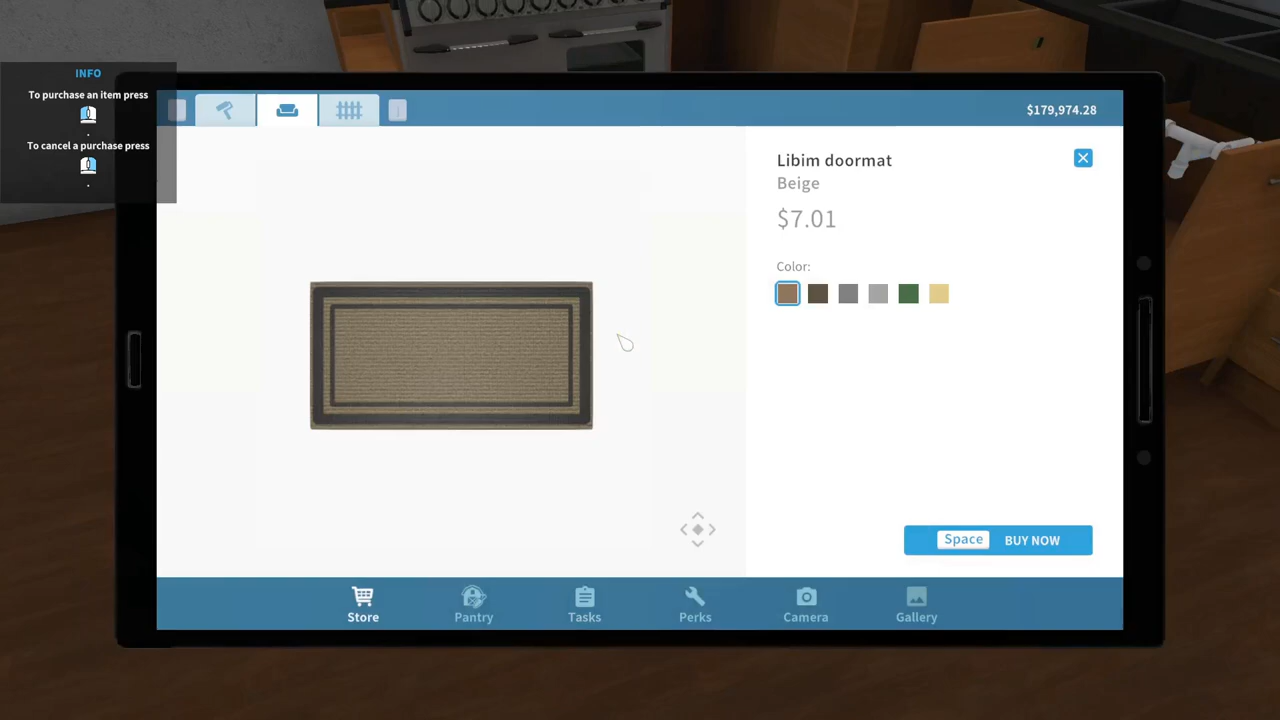 INFO
To purchase an item press
.
To cancel a purchase press
.
$179,974.28
Libim doormat
Beige
$7.01
Color:
Space BUY NOW
Store
Pantry
Tasks
Perks
Camera
Gallery